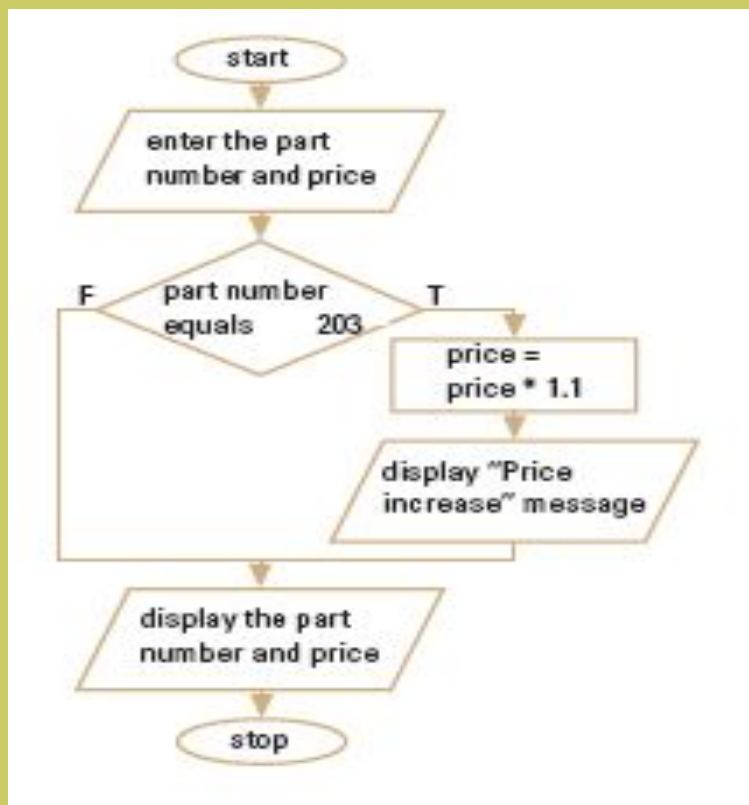 start
enter the part
number and price
F
part number
T
equals 203
price =
price * 1.1
display "Price
increase" message
display the part
number and price
stop